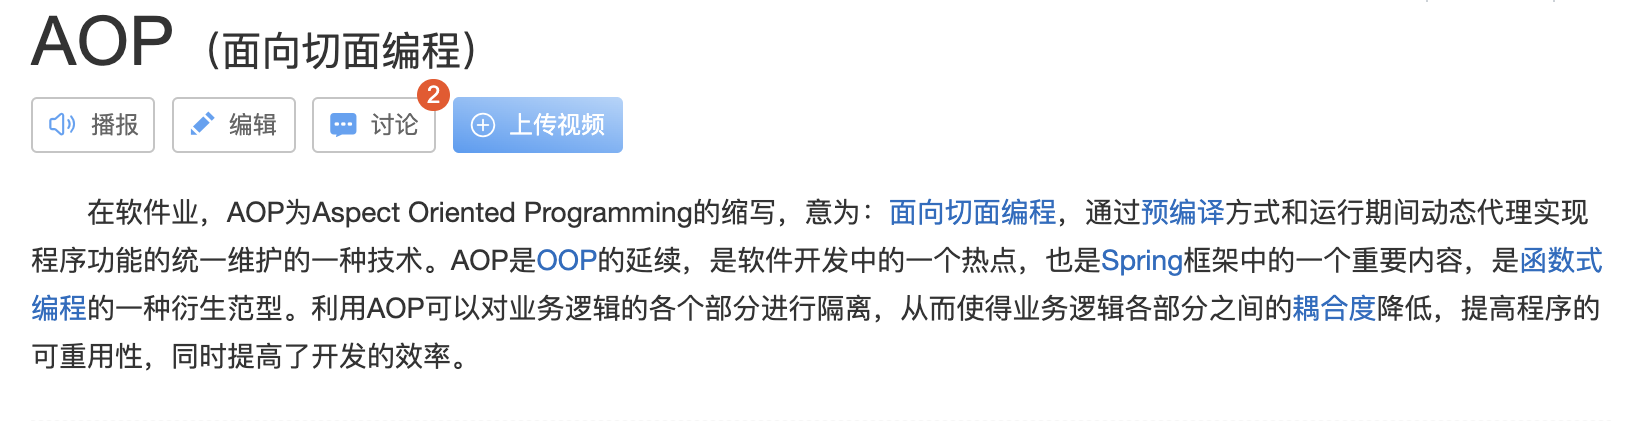 AOP（面向切面编程）
播报 编辑 讨论 2 上传视频
在软件业，AOP为Aspect Oriented Programming的缩写，意为：面向切面编程，通过预编译方式和运行期间动态代理实现
程序功能的统一维护的一种技术。AOP是OOP的延续，是软件开发中的一个热点，也是Spring框架中的一个重要内容，是函数式
编程的一种衍生范型。利用AOP可以对业务逻辑的各个部分进行隔离，从而使得业务逻辑各部分之间的耦合度降低，提高程序的
可重用性，同时提高了开发的效率。